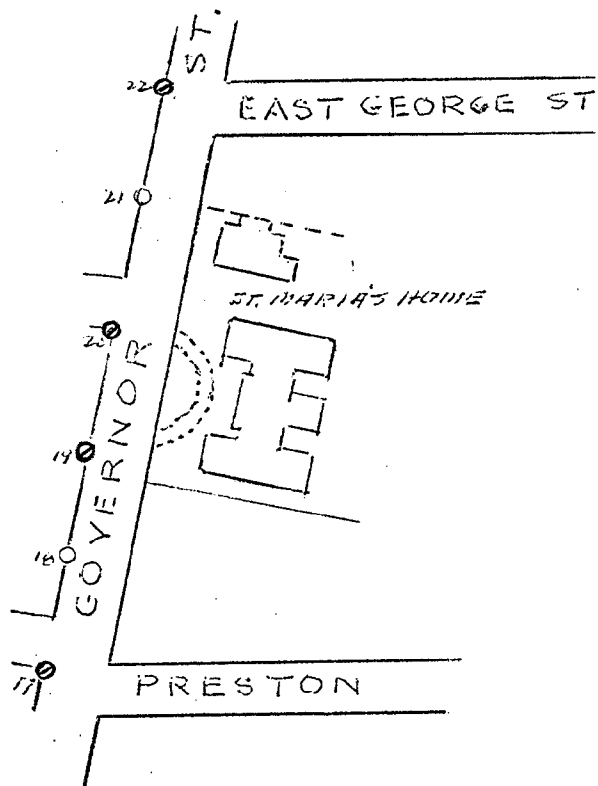 ST.
22
EAST GEORGE ST
21
ST. MARIA'S HOME
20
GOVERNOR
19
18
17
PRESTON